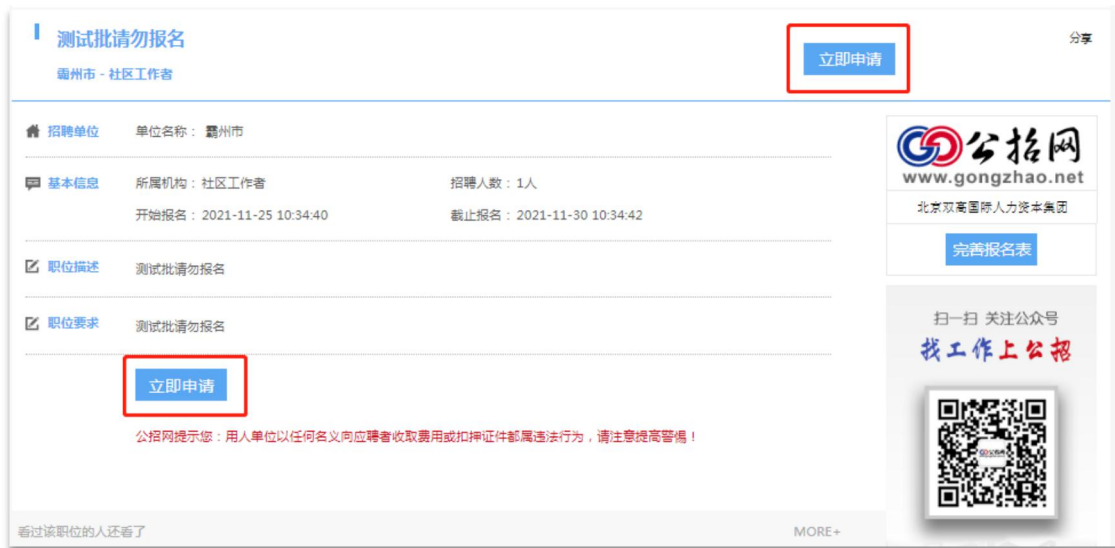 测试批请勿报名
霸州市 - 社区工作者
立即申请
分享
招聘单位 单位名称： 霸州市
基本信息 所属机构：社区工作者 招聘人数：1人
开始报名：2021-11-25 10:34:40 截止报名：2021-11-30 10:34:42
职位描述 测试批请勿报名
职位要求 测试批请勿报名
立即申请
公招网提示您：用人单位以任何名义向应聘者收取费用或扣押证件都属违法行为，请注意提高警惕！
看过该职位的人还看了 MORE+
公招网
www.gongzhao.net
北京双高国际人力资本集团
完善报名表
扫一扫 关注公众号
找工作上公招